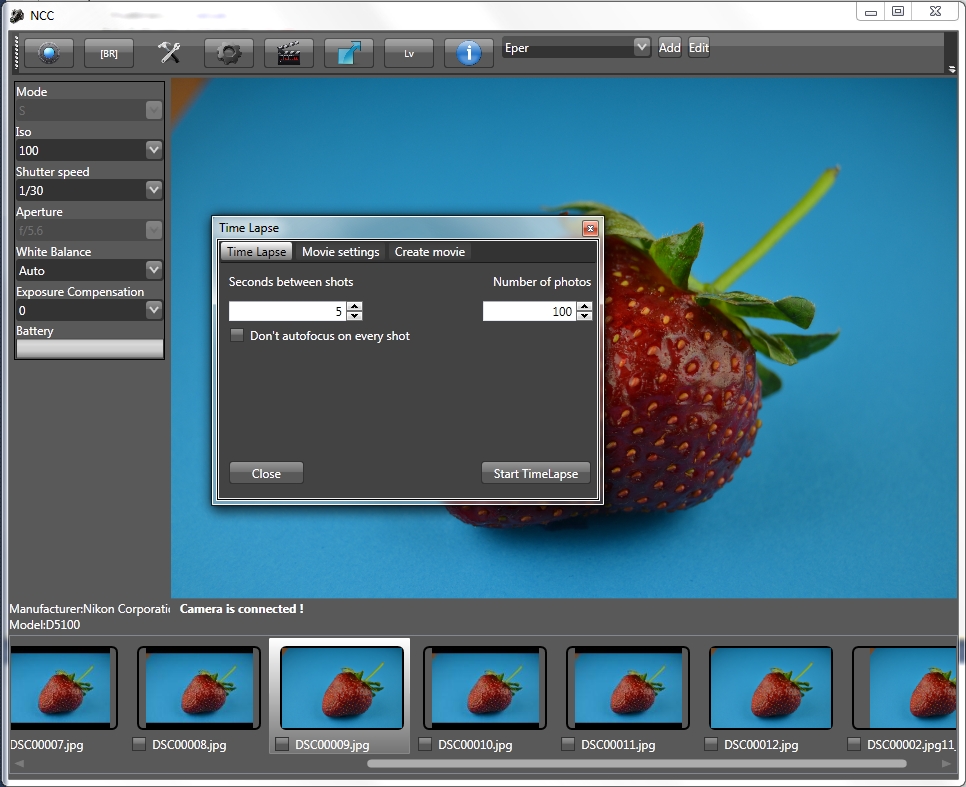 NCC
[BR]
Lv
Eper
Add
Edit
Mode
S
Iso
100
Shutter speed
1/30
Aperture
f/5.6
White Balance
Auto
Exposure Compensation
0
Battery
Time Lapse
Time Lapse
Movie settings
Create movie
Seconds between shots
Number of photos
5
100
Don't autofocus on every shot
Close
Start TimeLapse
Manufacturer:Nikon Corporati
Camera is connected !
Model:D5100
DSC00007.jpg
DSC00008.jpg
DSC00009.jpg
DSC00010.jpg
DSC00011.jpg
DSC00012.jpg
DSC00002.jpg11_